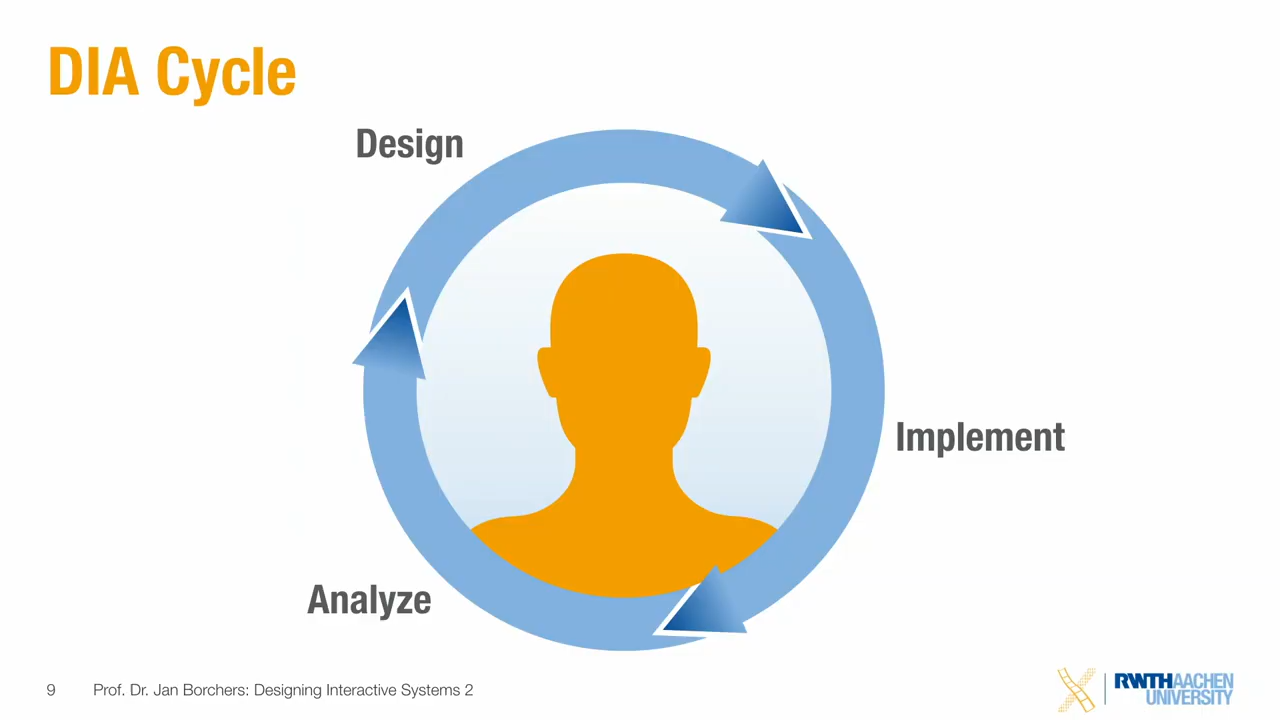 DIA Cycle
Design
Implement
Analyze
9 Prof. Dr. Jan Borchers: Designing Interactive Systems 2
RWTHAACHEN
UNIVERSITY